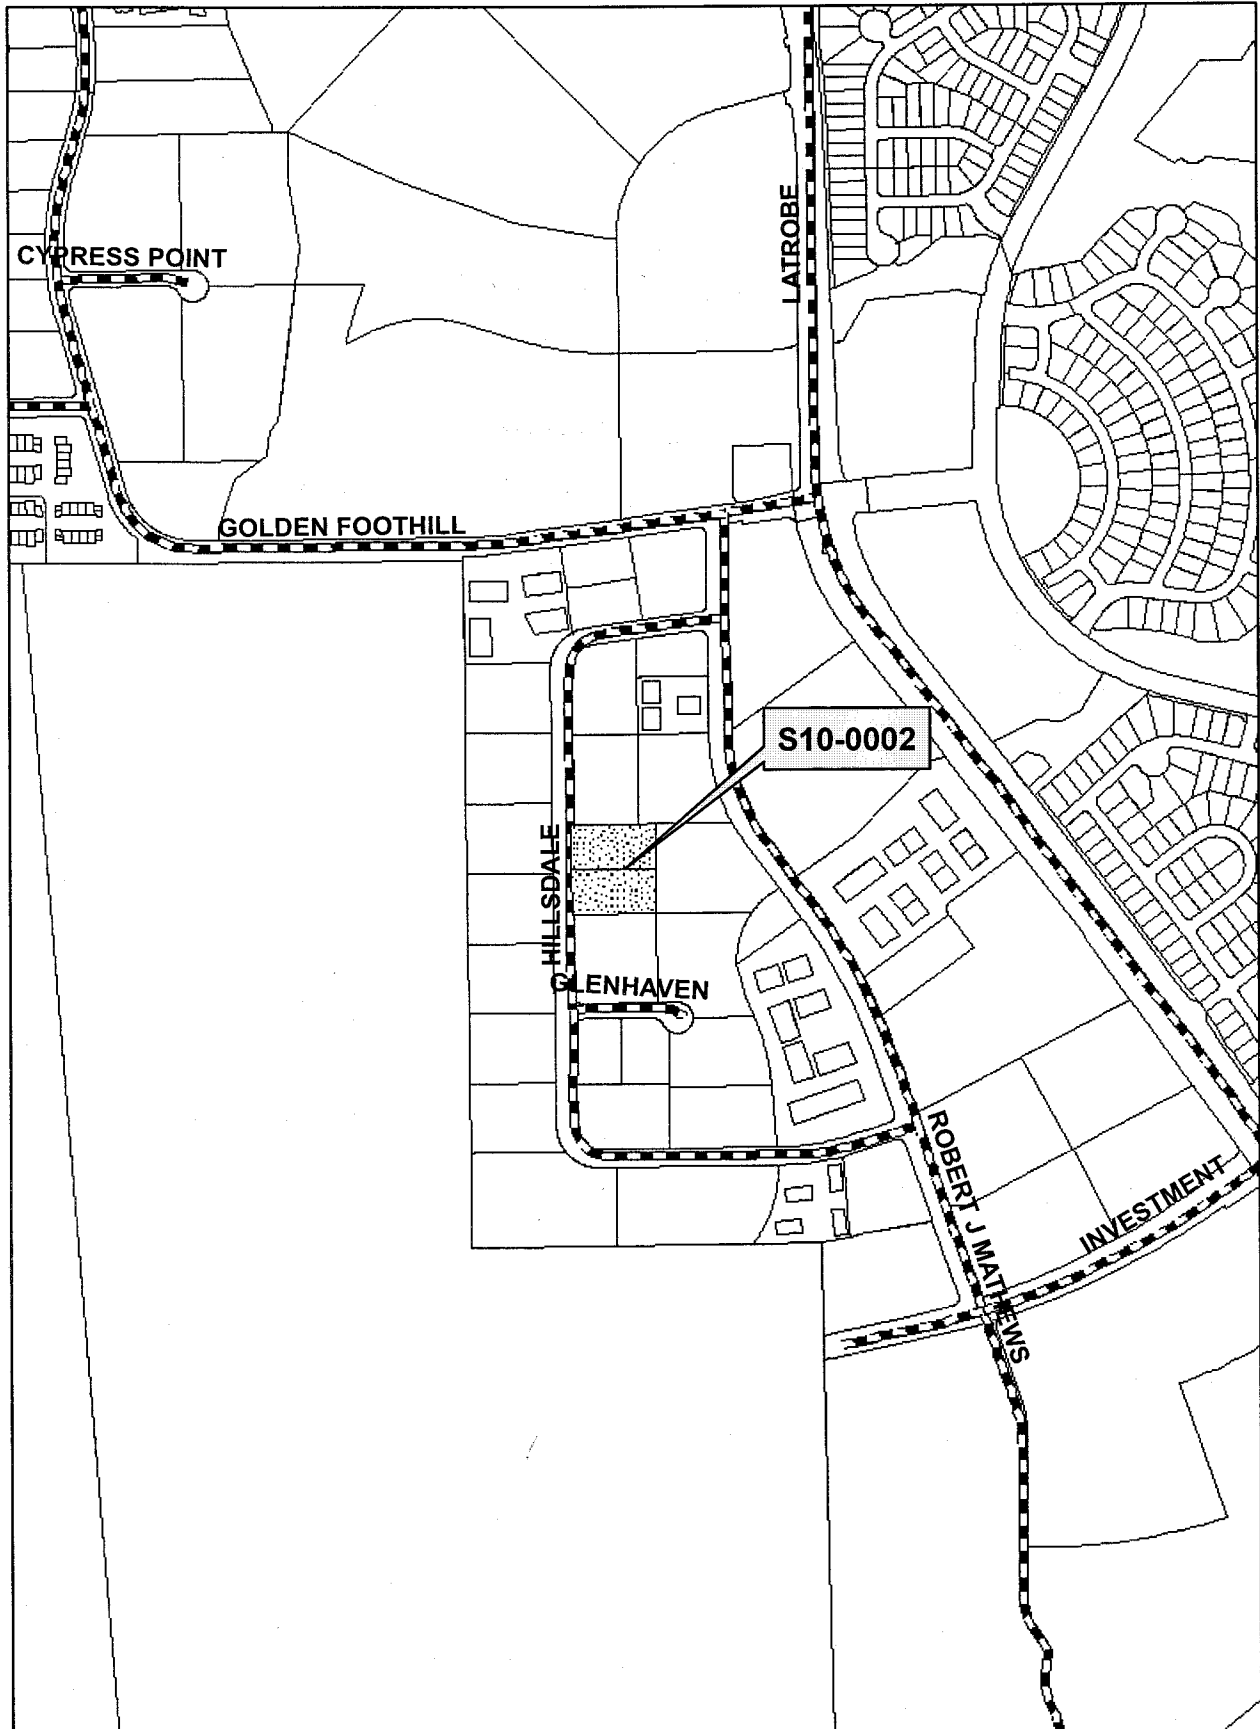 LATROBE
CYPRESS POINT
GOLDEN FOOTHILL
S10-0002
HILLSDALE
GLENHAVEN
ROBERT J MATHEWS
INVESTMENT